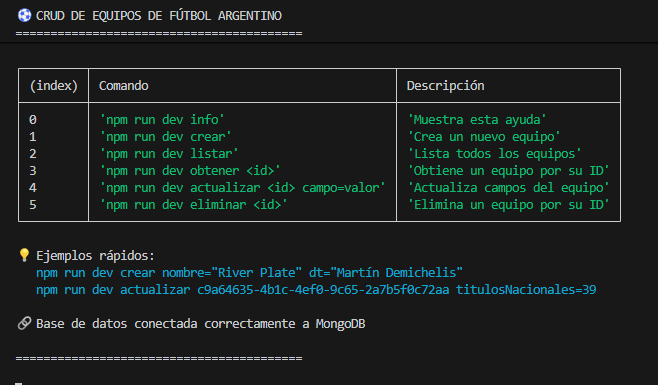 ⚽ CRUD DE EQUIPOS DE FÚTBOL ARGENTINO
=========================================
(index) Comando Descripción
0 'npm run dev info' 'Muestra esta ayuda'
1 'npm run dev crear' 'Crea un nuevo equipo'
2 'npm run dev listar' 'Lista todos los equipos'
3 'npm run dev obtener <id>' 'Obtiene un equipo por su ID'
4 'npm run dev actualizar <id> campo=valor' 'Actualiza campos del equipo'
5 'npm run dev eliminar <id>' 'Elimina un equipo por su ID'
💡 Ejemplos rápidos:
npm run dev crear nombre="River Plate" dt="Martín Demichelis"
npm run dev actualizar c9a64635-4b1c-4ef0-9c65-2a7b5f0c72aa titulosNacionales=39
🔗 Base de datos conectada correctamente a MongoDB
=========================================